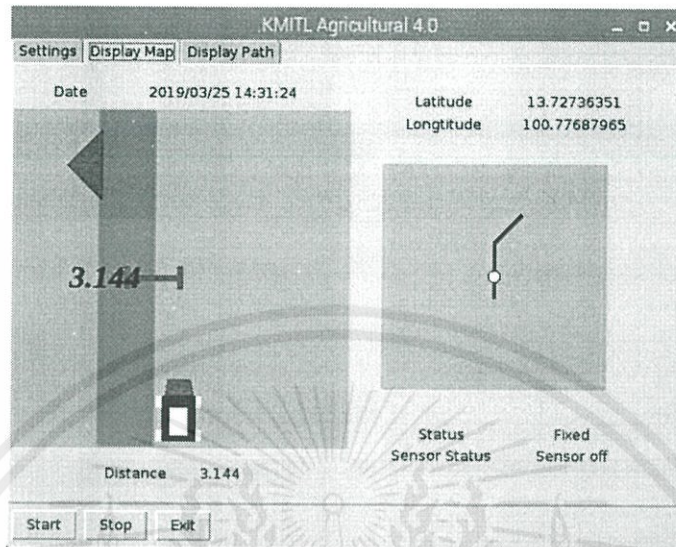 .KMITL Agricultural 4.0
Settings Display Map Display Path
Date 2019/03/25 14:31:24
Latitude 13.72736351
Longtitude 100.77687965
3.144
Status Fixed
Sensor Status Sensor off
Distance 3.144
Start Stop Exit